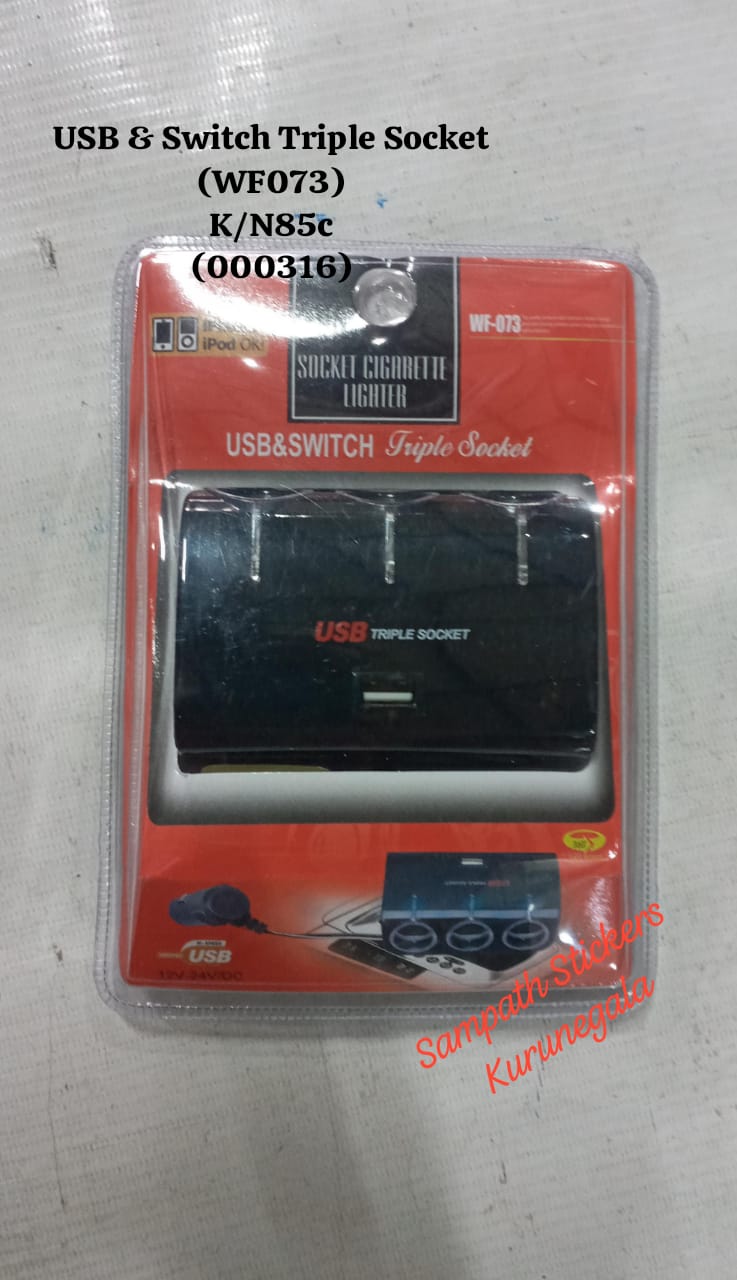 USB & Switch Triple Socket
(WF073)
K/N85c
(000316)
WF-073
iPod OK!
SOCKET CIGARETTE
LIGHTER
USB&SWITCH Triple Socket
USB TRIPLE SOCKET
USB
12V-24V/DC
Sampath Stickers
Kurunegala